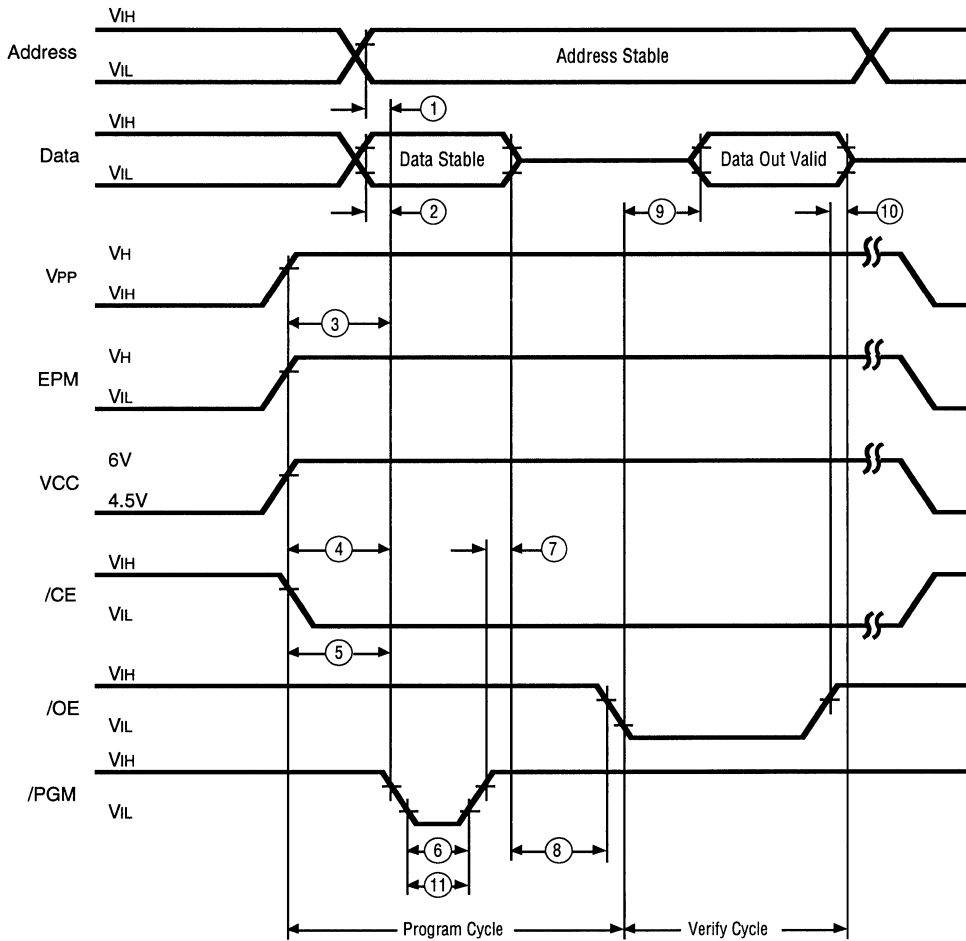 VIH
Address
Address Stable
VIL
1
VIH
Data
Data Stable
Data Out Valid
VIL
2
9
10
VH
VPP
VIH
3
VH
EPM
VIL
6V
VCC
4.5V
4
7
VIH
/CE
VIL
5
VIH
/OE
VIL
VIH
/PGM
VIL
6
8
11
Program Cycle
Verify Cycle